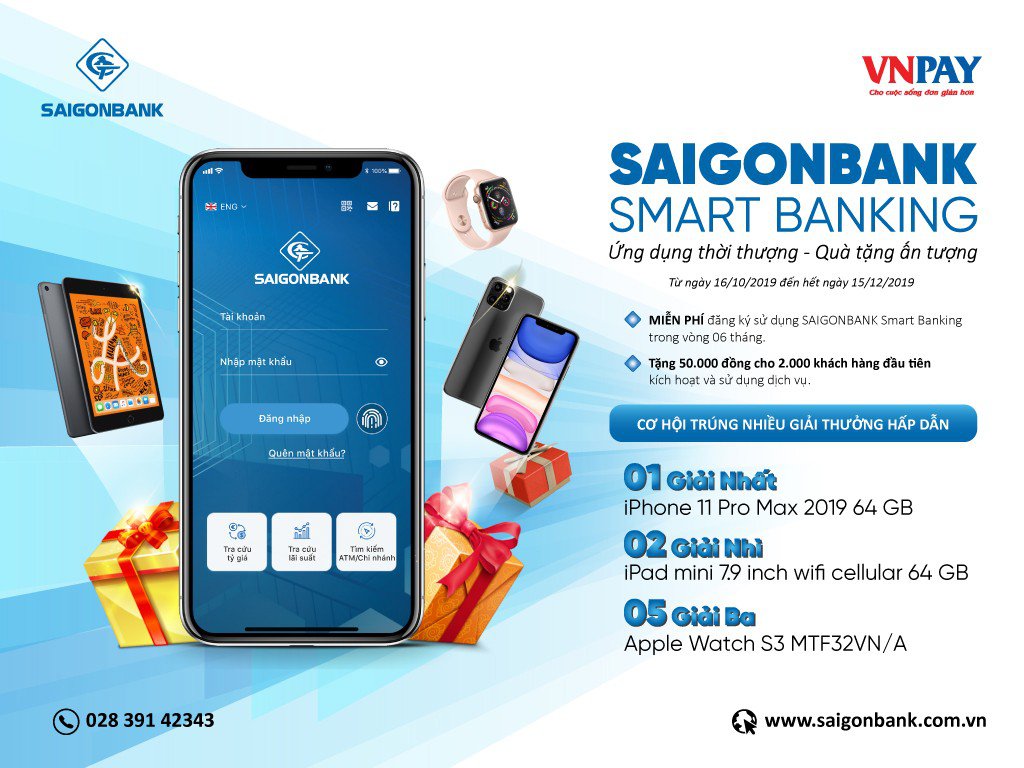 SAIGONBANK
VNPAY
Cho cuộc sống đơn giản hơn
SAIGONBANK
SMART BANKING
Ứng dụng thời thượng - Quà tặng ấn tượng
Từ ngày 16/10/2019 đến hết ngày 15/12/2019
MIỄN PHÍ đăng ký sử dụng SAIGONBANK Smart Banking
trong vòng 06 tháng.
Tặng 50.000 đồng cho 2.000 khách hàng đầu tiên
kích hoạt và sử dụng dịch vụ.
CƠ HỘI TRÚNG NHIỀU GIẢI THƯỞNG HẤP DẪN
01 Giải Nhất
iPhone 11 Pro Max 2019 64 GB
02 Giải Nhì
iPad mini 7.9 inch wifi cellular 64 GB
05 Giải Ba
Apple Watch S3 MTF32VN/A
100%
ENG
SAIGONBANK
Tài khoản
Nhập mật khẩu
Đăng nhập
Quên mật khẩu?
Tra cứu
tỷ giá
Tra cứu
lãi suất
Tìm kiếm
ATM/Chi nhánh
028 391 42343
www.saigonbank.com.vn